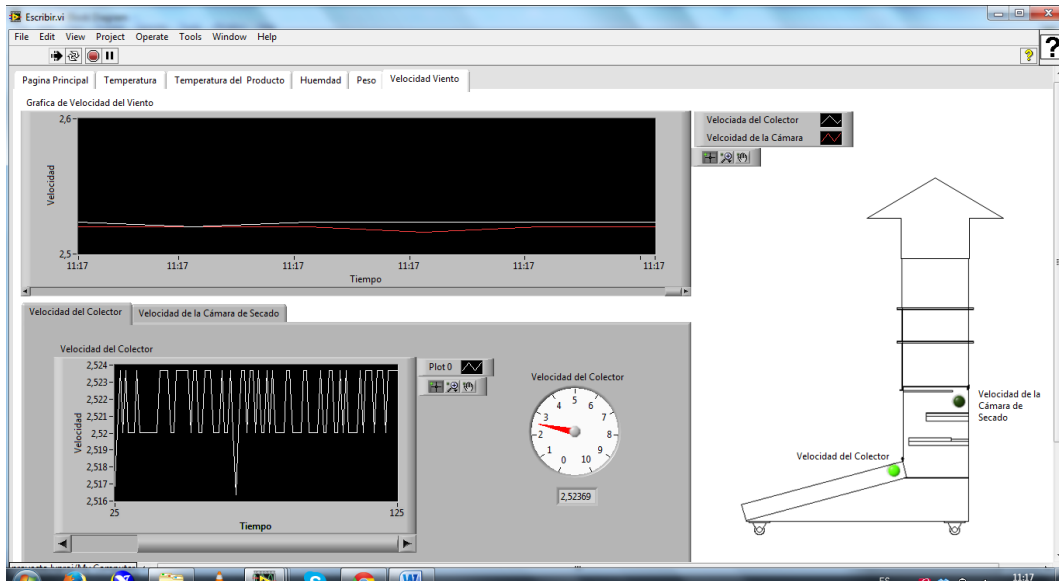 Escribir.vi
File Edit View Project Operate Tools Window Help
Pagina Principal Temperatura Temperatura del Producto Huemdad Peso Velocidad Viento
Grafica de Velocidad del Viento
2,6
Velocidad
2,5
11:17 11:17 11:17 11:17 11:17 11:17
Tiempo
Velociada del Colector
Velcoidad de la Cámara
Velocidad del Colector Velocidad de la Cámara de Secado
Velocidad del Colector
2,524
2,523
2,522
2,521
2,52
2,519
2,518
2,517
2,516
Velocidad
25 125
Tiempo
Plot 0
Velocidad del Colector
0 1 2 3 4 5 6 7 8 9 10
2,52369
Velocidad de la
Cámara de
Secado
Velocidad del Colector
ES
11:17